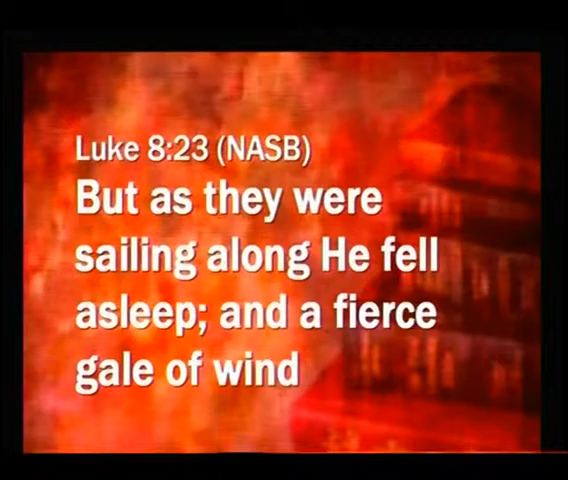 Luke 8:23 (NASB)
But as they were
sailing along He fell
asleep; and a fierce
gale of wind